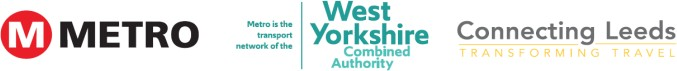 M METRO
Metro is the
transport
network of the
West
Yorkshire
Combined
Authority
Connecting Leeds
TRANSFORMING TRAVEL